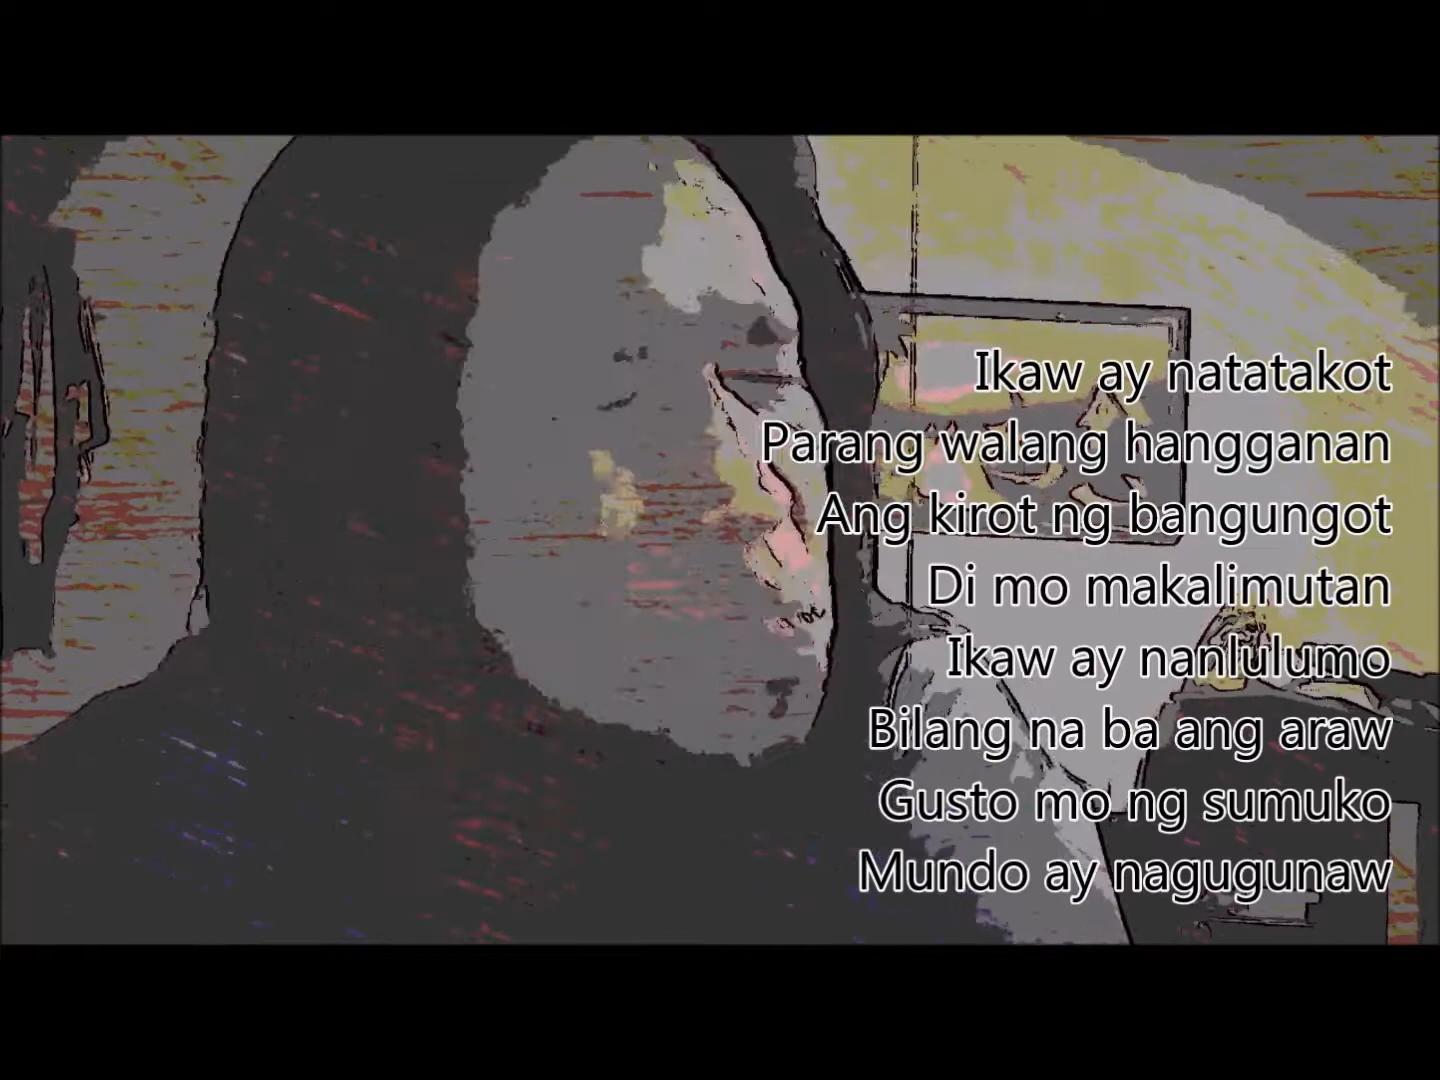 Ikaw ay natatakot
Parang walang hangganan
Ang kirot ng bangungot
Di mo makalimutan
Ikaw ay nanlulumo
Bilang na ba ang araw
Gusto mo ng sumuko
Mundo ay nagugunaw